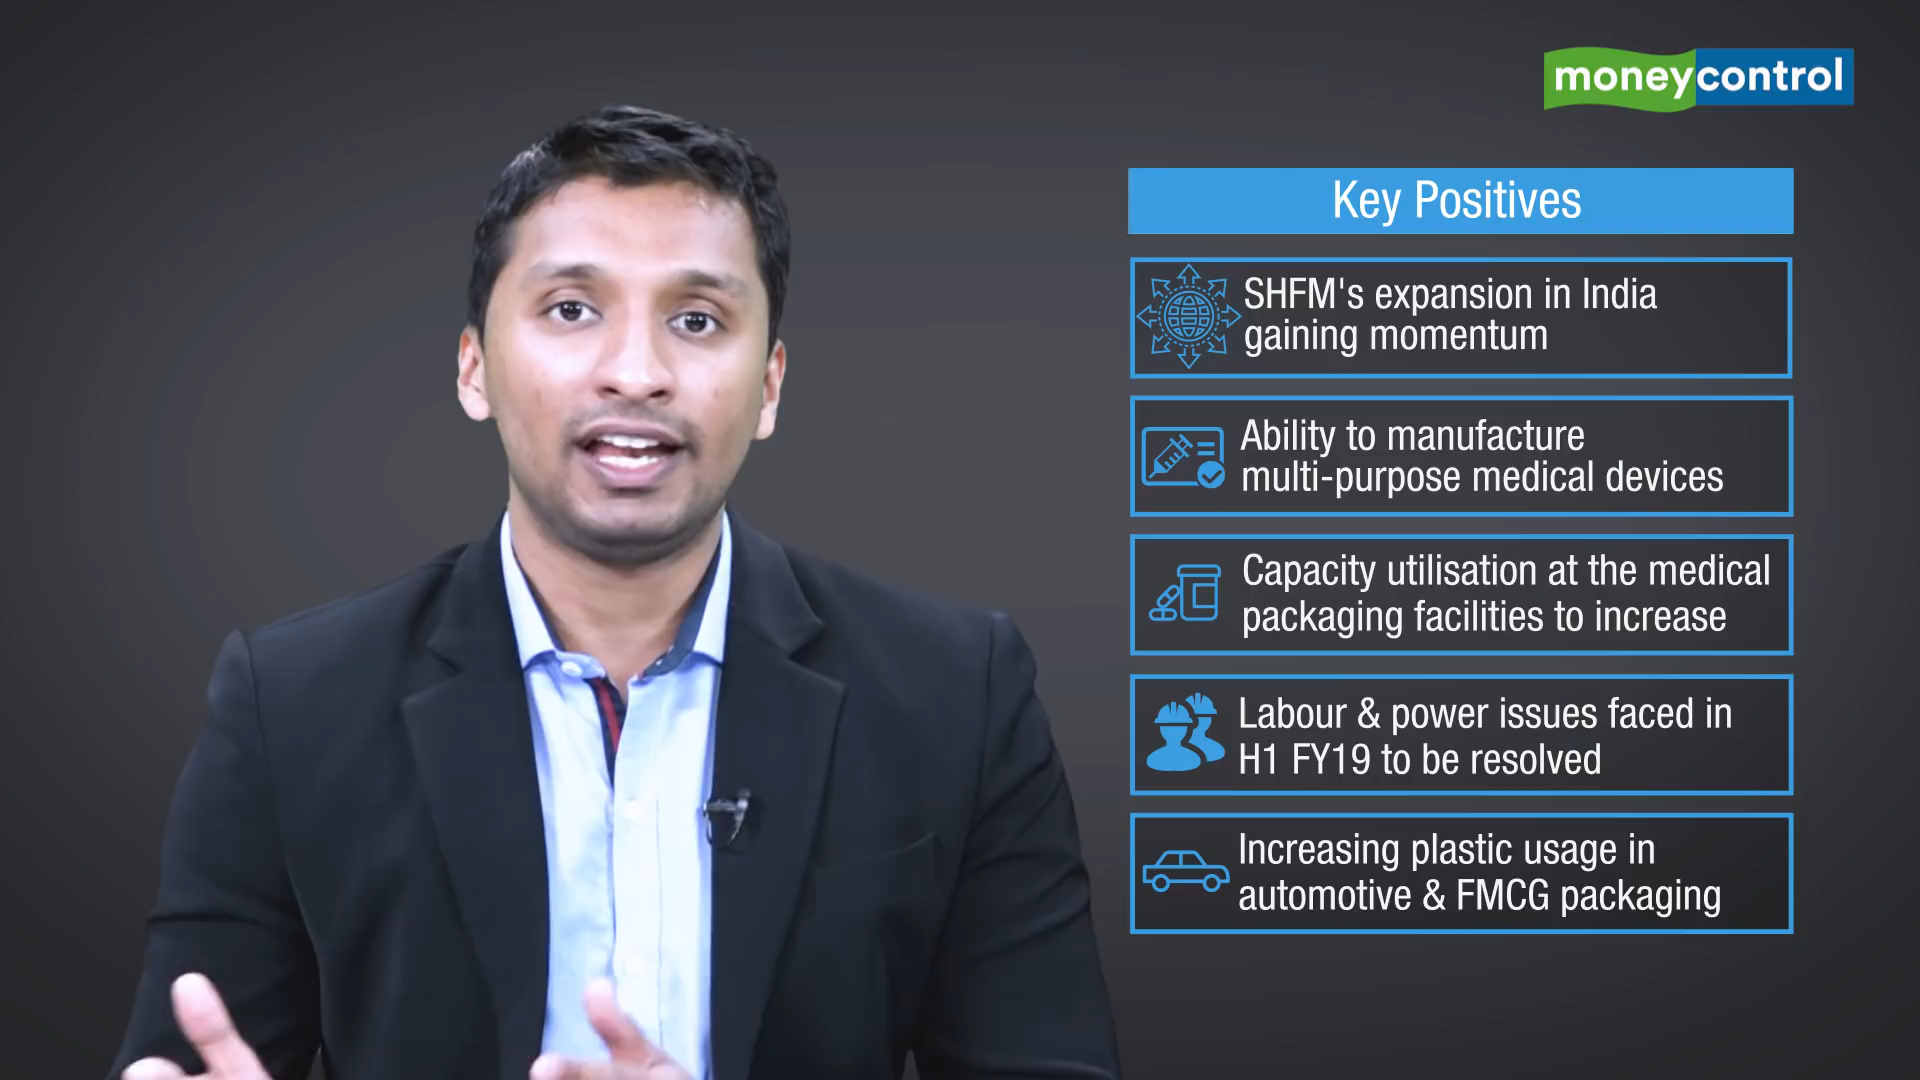 moneycontrol
Key Positives
SHFM's expansion in India
gaining momentum
Ability to manufacture
multi-purpose medical devices
Capacity utilisation at the medical
packaging facilities to increase
Labour & power issues faced in
H1 FY19 to be resolved
Increasing plastic usage in
automotive & FMCG packaging